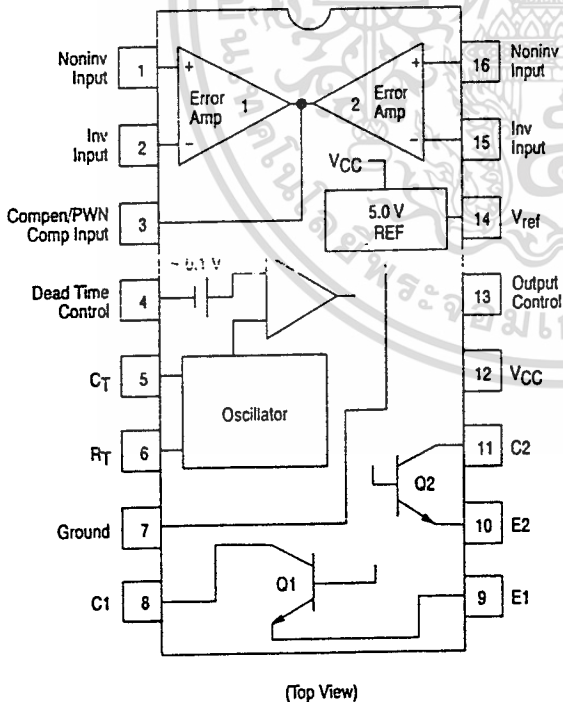 Noninv Input
1
+
Error Amp
1
Inv Input
2
−
Compen/PWN Comp Input
3
~ 0.1 V
Dead Time Control
4
CT
5
Oscillator
RT
6
Ground
7
C1
8
Q1
Noninv Input
16
+
2
Error Amp
Inv Input
15
−
VCC
5.0 V REF
14
Vref
13
Output Control
12
VCC
11
C2
Q2
10
E2
9
E1
(Top View)